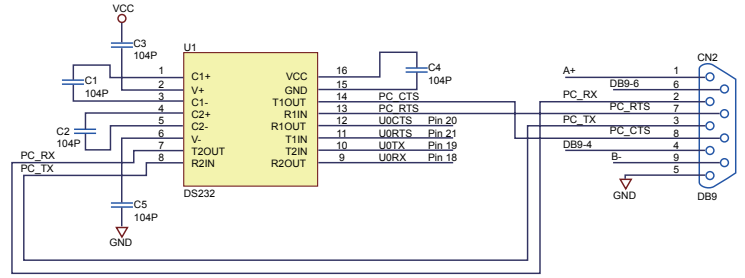 VCC
C3
104P
U1
C1
104P
1 C1+ VCC 16
2 V+ GND 15
3 C1- T1OUT 14 PC_CTS
4 C2+ R1IN 13 PC_RTS
5 C2- R1OUT 12 U0CTS Pin 20
6 V- T1IN 11 U0RTS Pin 21
7 T2OUT T2IN 10 U0TX Pin 19
8 R2IN R2OUT 9 U0RX Pin 18
C2
104P
PC_RX
PC_TX
DS232
C5
104P
GND
C4
104P
CN2
A+ 1
DB9-6 6
PC_RX 2
PC_RTS 7
PC_TX 3
PC_CTS 8
DB9-4 4
B- 9
5
GND
DB9